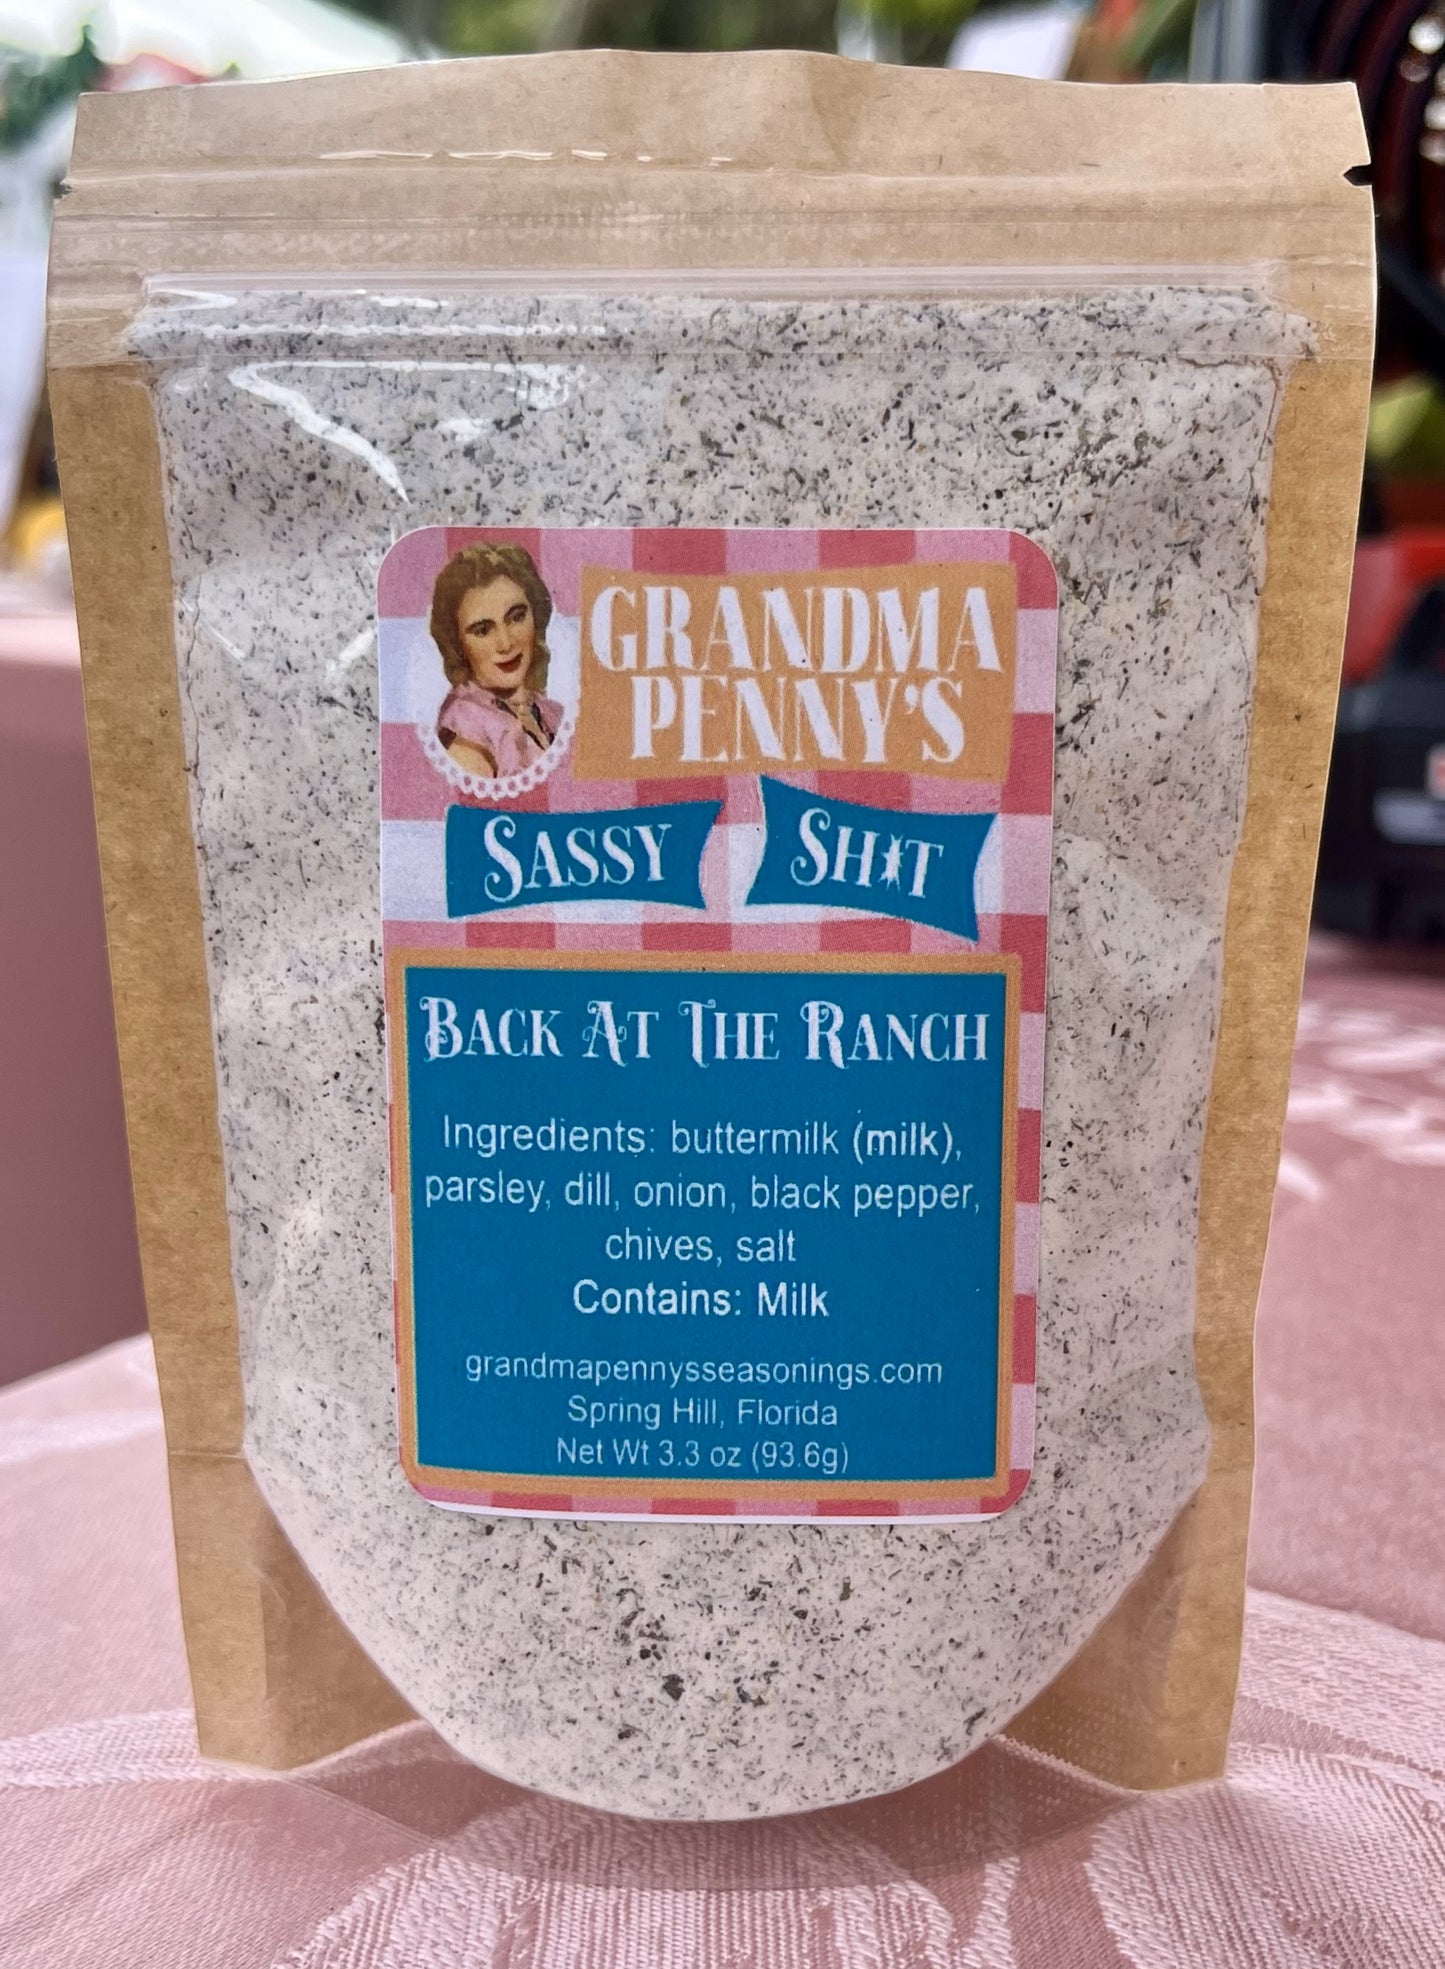 GRANDMA
PENNY'S
SASSY SH*T
BACK AT THE RANCH
Ingredients: buttermilk (milk),
parsley, dill, onion, black pepper,
chives, salt
Contains: Milk
grandmapennysseasonings.com
Spring Hill, Florida
Net Wt 3.3 oz (93.6g)